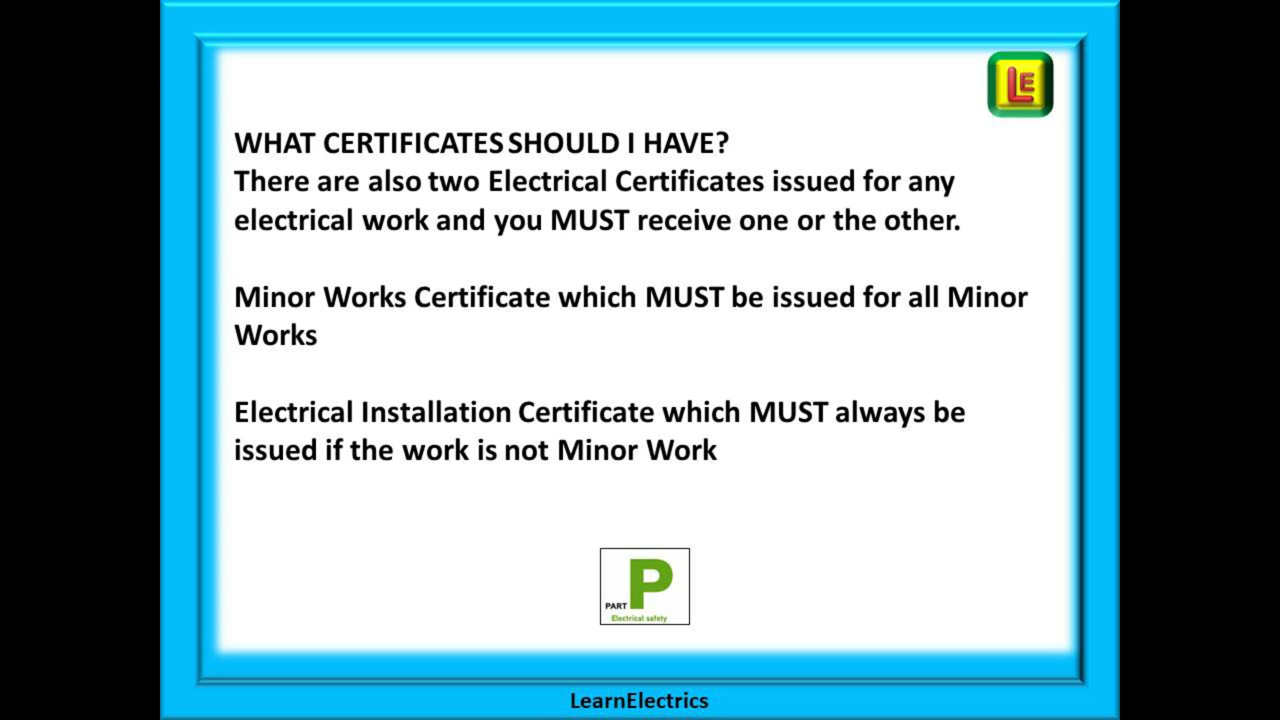 LE
WHAT CERTIFICATES SHOULD I HAVE?
There are also two Electrical Certificates issued for any
electrical work and you MUST receive one or the other.
Minor Works Certificate which MUST be issued for all Minor
Works
Electrical Installation Certificate which MUST always be
issued if the work is not Minor Work
PART P
Electrical safety
LearnElectrics